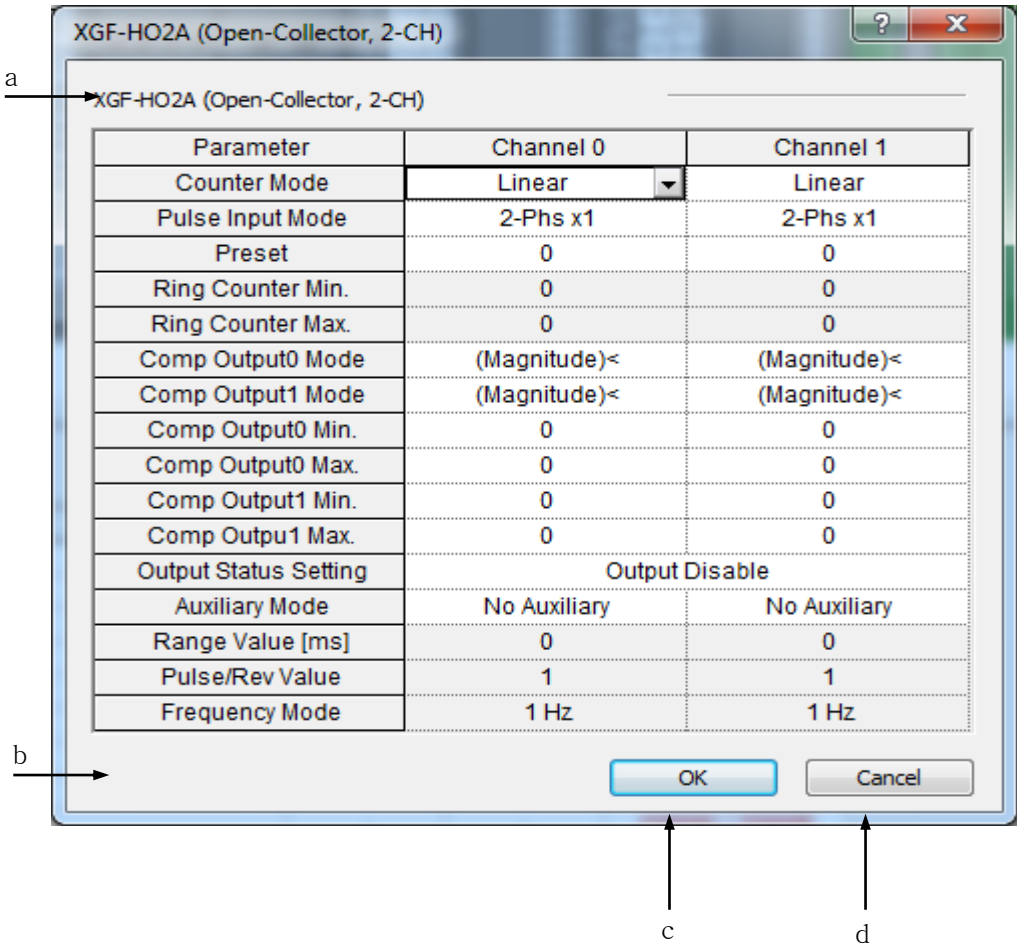 XGF-HO2A (Open-Collector, 2-CH)
?
X
a
XGF-HO2A (Open-Collector, 2-CH)
Parameter Channel 0 Channel 1
Counter Mode Linear Linear
Pulse Input Mode 2-Phs x1 2-Phs x1
Preset 0 0
Ring Counter Min. 0 0
Ring Counter Max. 0 0
Comp Output0 Mode (Magnitude)< (Magnitude)<
Comp Output1 Mode (Magnitude)< (Magnitude)<
Comp Output0 Min. 0 0
Comp Output0 Max. 0 0
Comp Output1 Min. 0 0
Comp Outpu1 Max. 0 0
Output Status Setting Output Disable
Auxiliary Mode No Auxiliary No Auxiliary
Range Value [ms] 0 0
Pulse/Rev Value 1 1
Frequency Mode 1 Hz 1 Hz
b
OK Cancel
c d